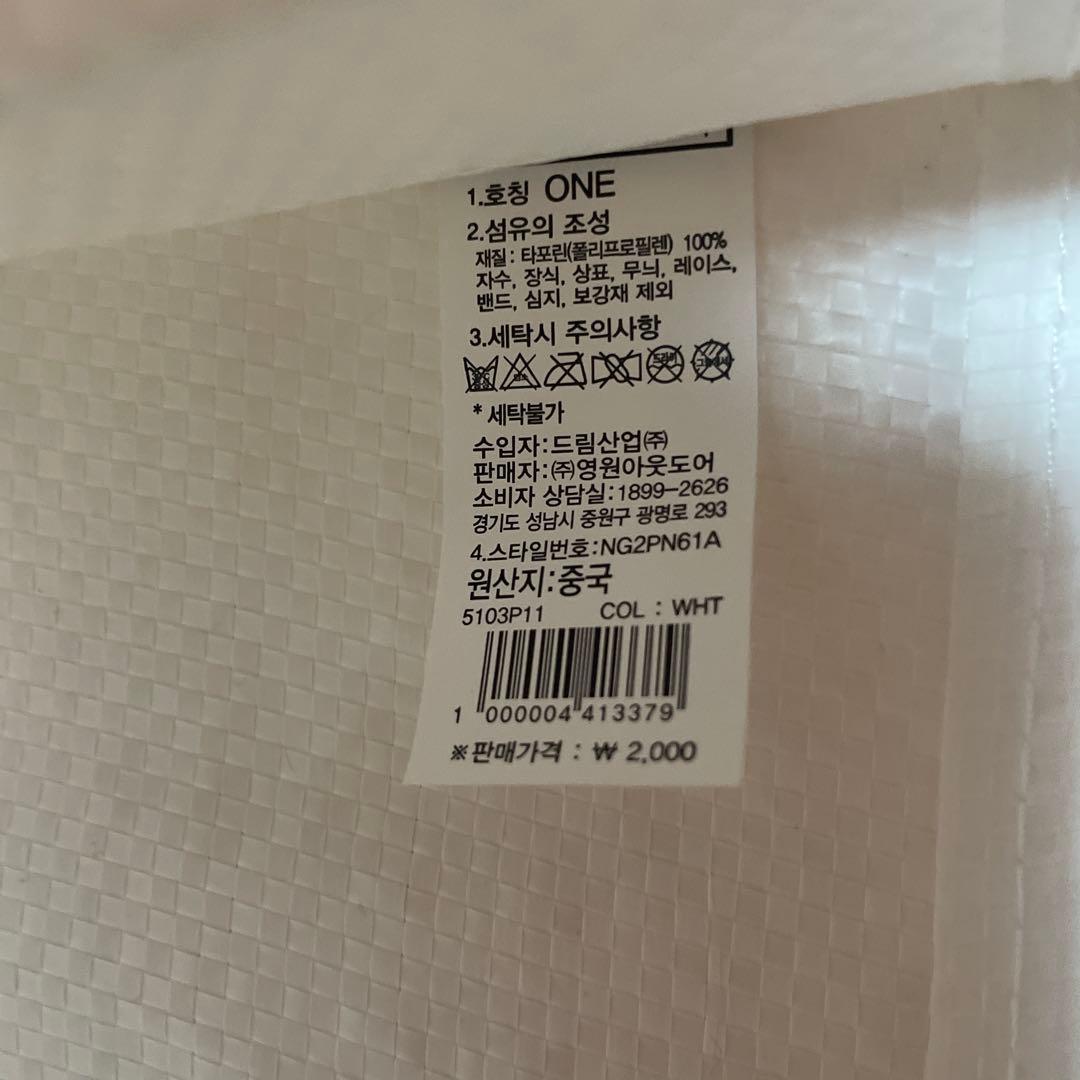 1.호칭 ONE
2.섬유의 조성
재질 : 타포린(폴리프로필렌) 100%
자수, 장식, 상표, 무늬, 레이스,
밴드, 심지, 보강재 제외
3.세탁시 주의사항
드라이
* 세탁불가
수입자:드림산업㈜
판매자:㈜영원아웃도어
소비자 상담실:1899-2626
경기도 성남시 중원구 광명로 293
4.스타일번호:NG2PN61A
원산지:중국
5103P11 COL : WHT
1 000004 413379
※판매가격 : ₩ 2,000